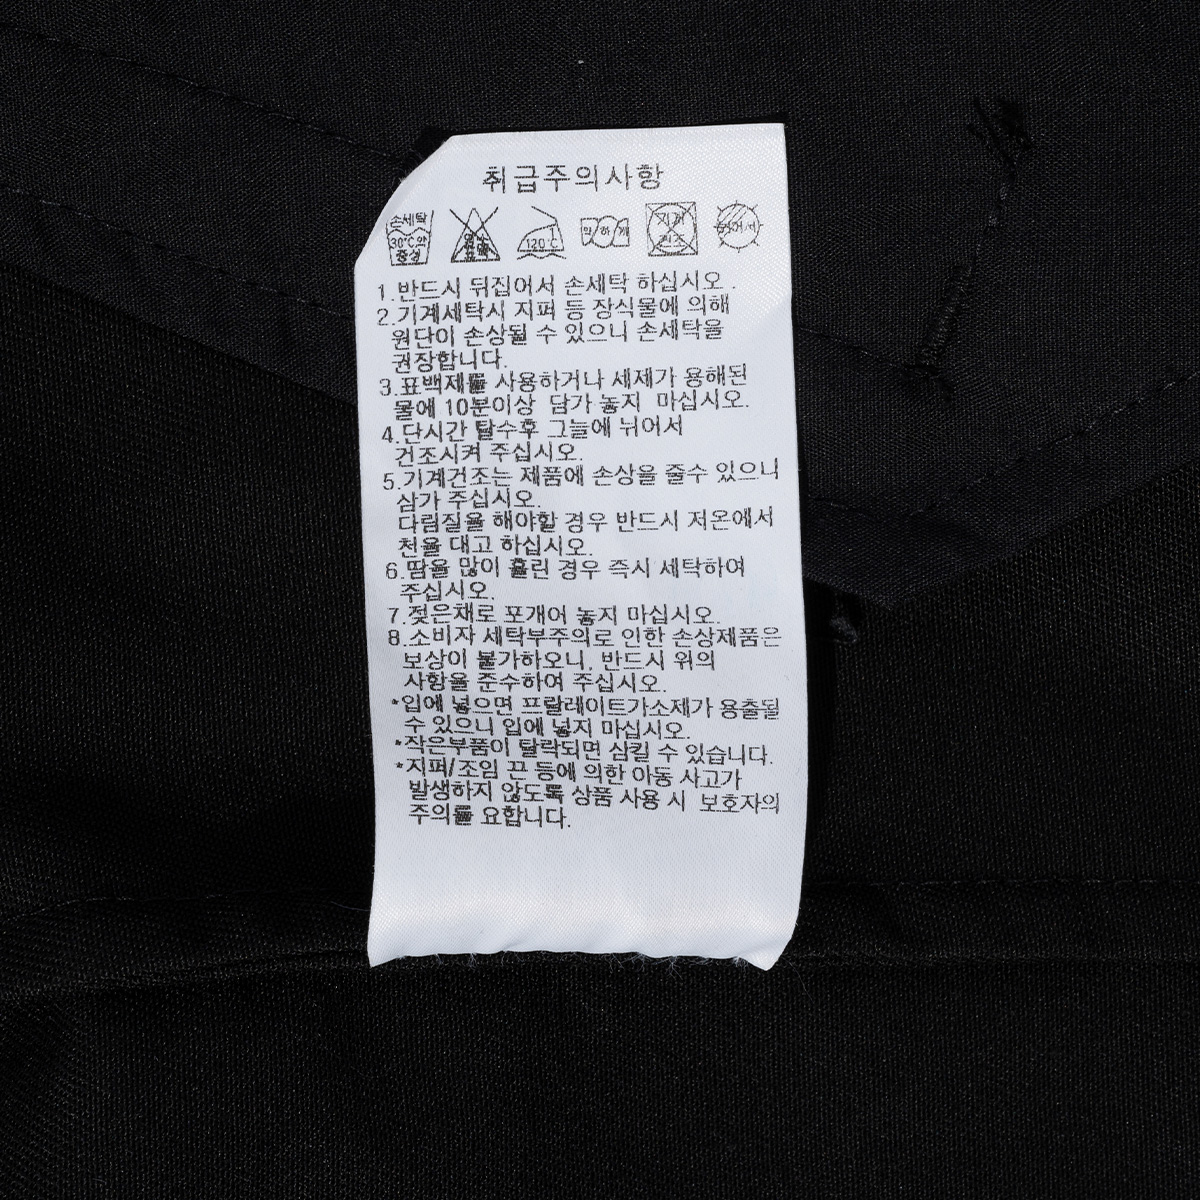 취급주의사항
손세탁
30℃약
중성
120℃
약하게
1.반드시 뒤집어서 손세탁 하십시오.
2.기계세탁시 지퍼 등 장식물에 의해
원단이 손상될 수 있으니 손세탁을
권장합니다.
3.표백제를 사용하거나 세제가 용해된
물에 10분이상 담가 놓지 마십시오.
4.단시간 탈수후 그늘에 뉘어서
건조시켜 주십시오.
5.기계건조는 제품에 손상을 줄수 있으니
삼가 주십시오.
다림질을 해야할 경우 반드시 저온에서
천을 대고 하십시오.
6.땀을 많이 흘린 경우 즉시 세탁하여
주십시오.
7.젖은채로 포개어 놓지 마십시오.
8.소비자 세탁부주의로 인한 손상제품은
보상이 불가하오니, 반드시 위의
사항을 준수하여 주십시오.
*입에 넣으면 프랄레이트가소제가 용출될
수 있으니 입에 넣지 마십시오.
*작은부품이 탈락되면 삼킬 수 있습니다.
*지퍼/조임 끈 등에 의한 아동 사고가
발생하지 않도록 상품 사용 시 보호자의
주의를 요합니다.